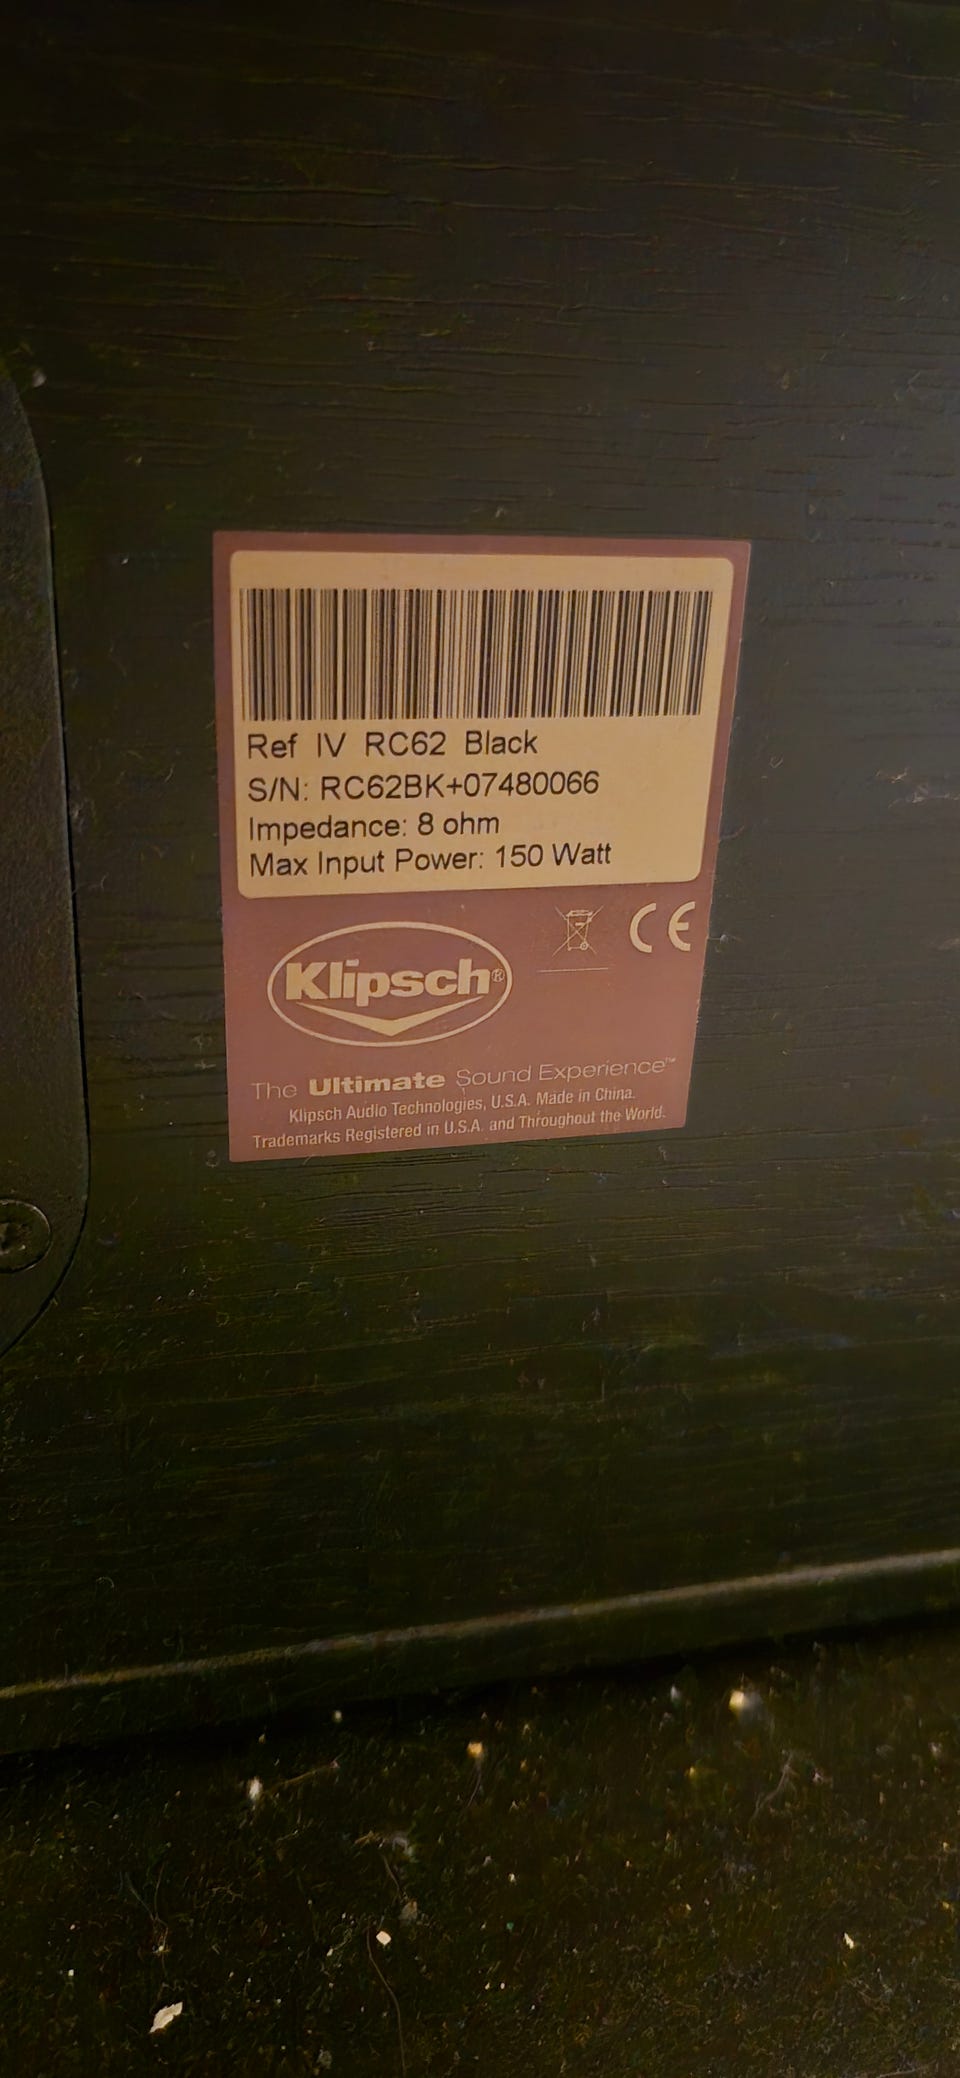 Ref IV RC62 Black
S/N: RC62BK+07480066
Impedance: 8 ohm
Max Input Power: 150 Watt
CE
Klipsch®
The Ultimate Sound Experience™
Klipsch Audio Technologies, U.S.A. Made in China.
Trademarks Registered in U.S.A. and Throughout the World.